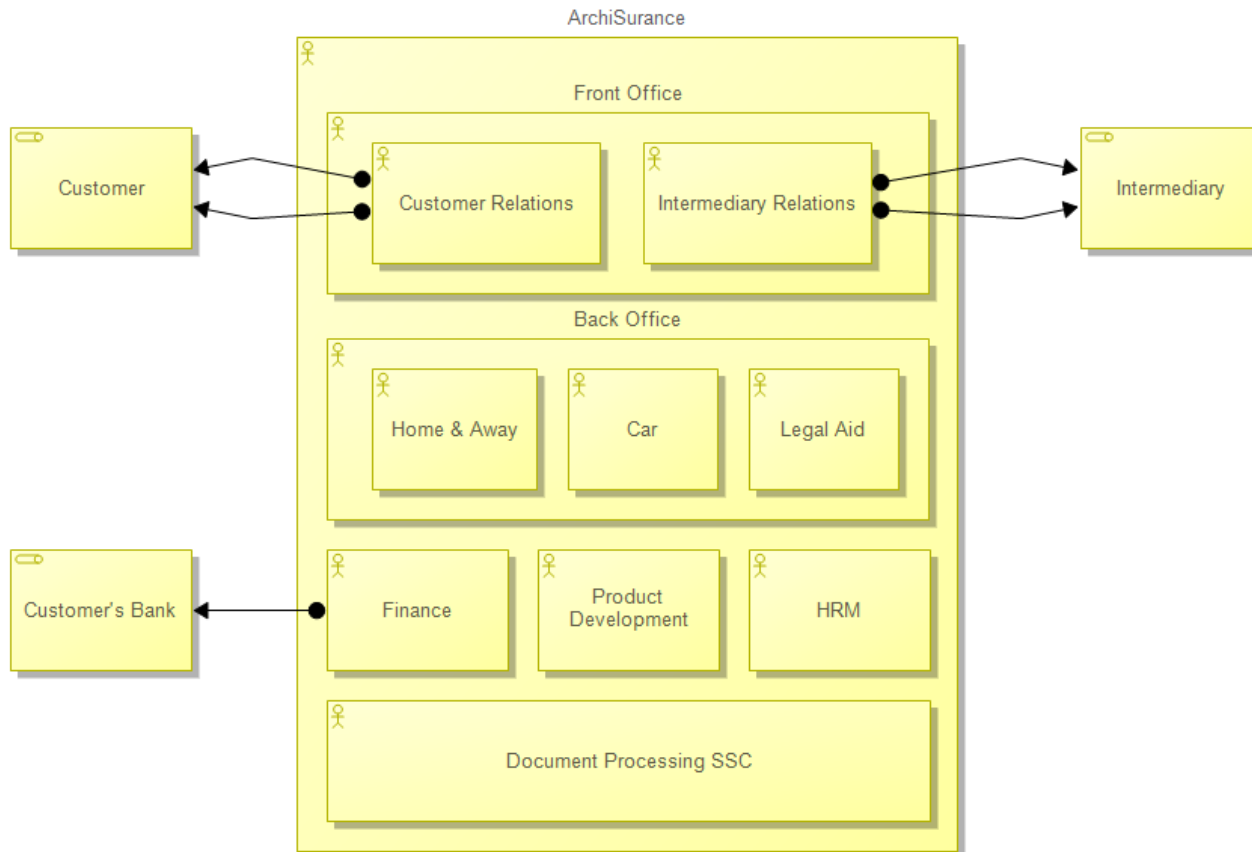 ArchiSurance
Front Office
Customer
Customer Relations
Intermediary Relations
Intermediary
Back Office
Home & Away
Car
Legal Aid
Customer's Bank
Finance
Product
Development
HRM
Document Processing SSC